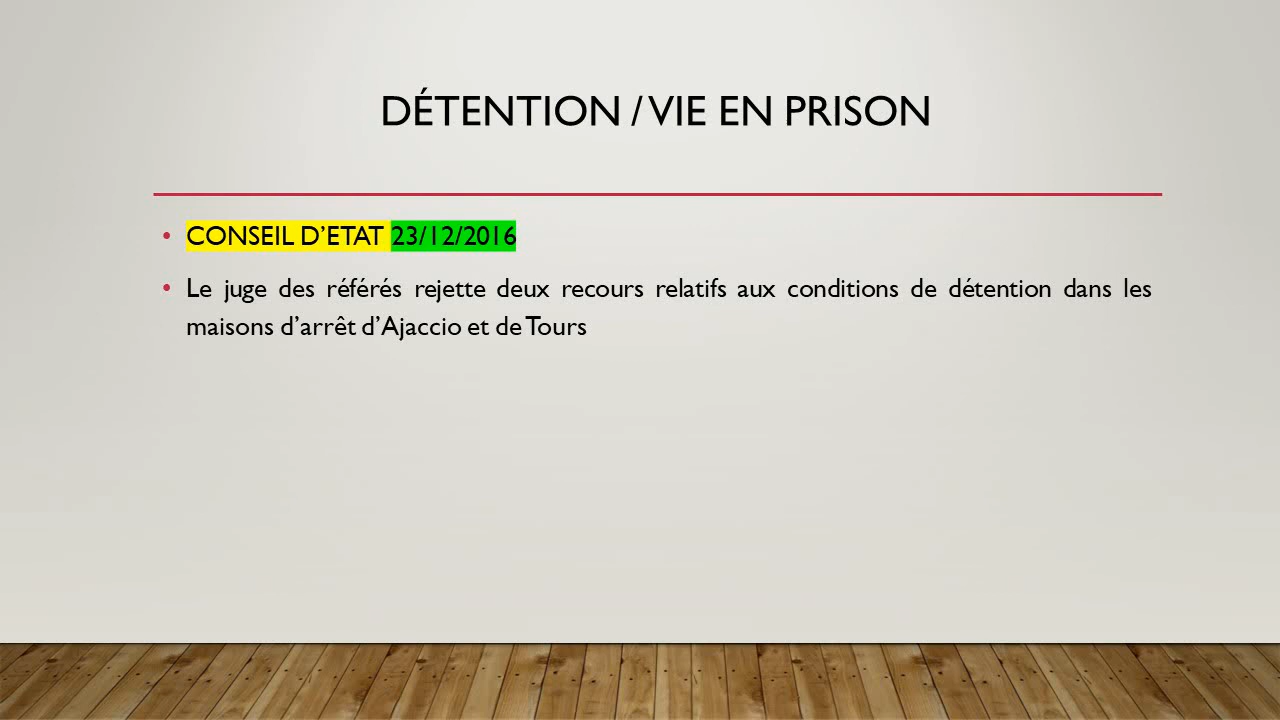 DÉTENTION / VIE EN PRISON
• CONSEIL D’ETAT 23/12/2016
• Le juge des référés rejette deux recours relatifs aux conditions de détention dans les
maisons d’arrêt d’Ajaccio et de Tours